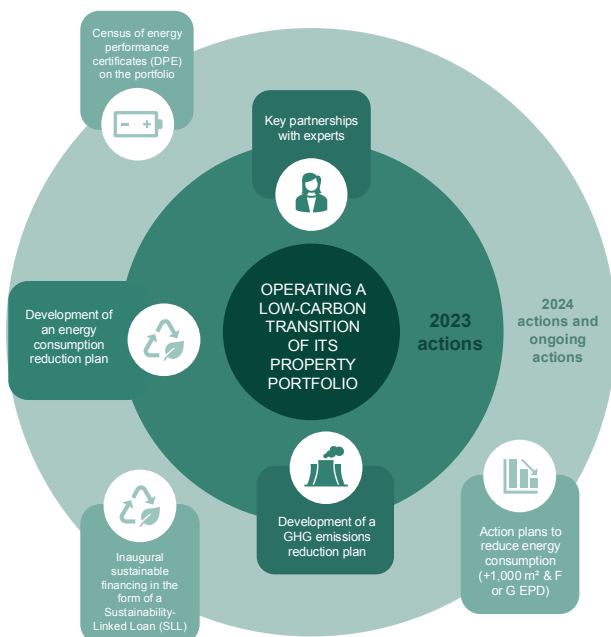 Census of energy
performance
certificates (DPE)
on the portfolio
Key partnerships
with experts
Development of
an energy
consumption
reduction plan
OPERATING A
LOW-CARBON
TRANSITION
OF ITS
PROPERTY
PORTFOLIO
2023
actions
2024
actions and
ongoing
actions
Development of a
GHG emissions
reduction plan
Inaugural
sustainable
financing in the
form of a
Sustainability-
Linked Loan (SLL)
Action plans to
reduce energy
consumption
(+1,000 m² & F
or G EPD)